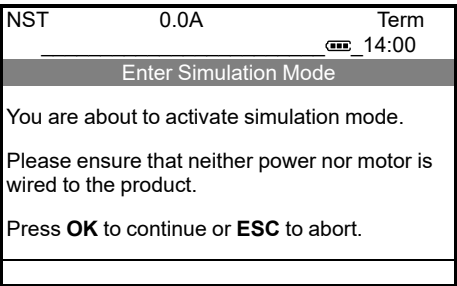 NST 0.0A Term
14:00
Enter Simulation Mode
You are about to activate simulation mode.
Please ensure that neither power nor motor is
wired to the product.
Press OK to continue or ESC to abort.